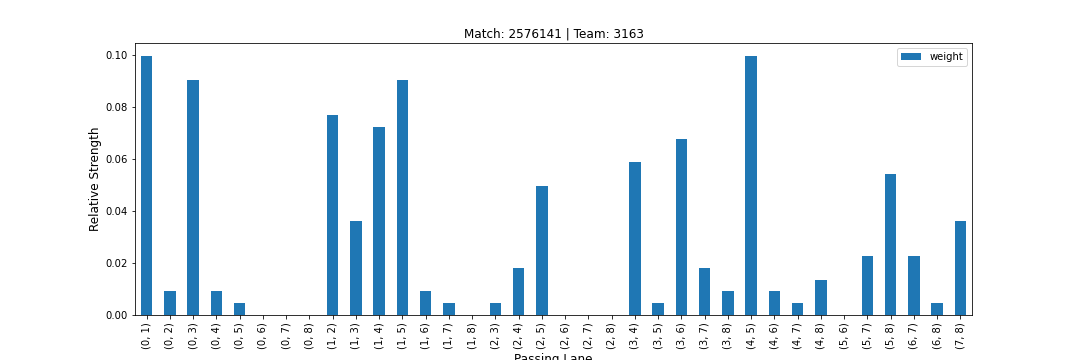 Match: 2576141 | Team: 3163
weight
Relative Strength
0.10
0.08
0.06
0.04
0.02
0.00
(0, 1) (0, 2) (0, 3) (0, 4) (0, 5) (0, 6) (0, 7) (0, 8) (1, 2) (1, 3) (1, 4) (1, 5) (1, 6) (1, 7) (1, 8) (2, 3) (2, 4) (2, 5) (2, 6) (2, 7) (2, 8) (3, 4) (3, 5) (3, 6) (3, 7) (3, 8) (4, 5) (4, 6) (4, 7) (4, 8) (5, 6) (5, 7) (5, 8) (6, 7) (6, 8) (7, 8)
Passing Lane